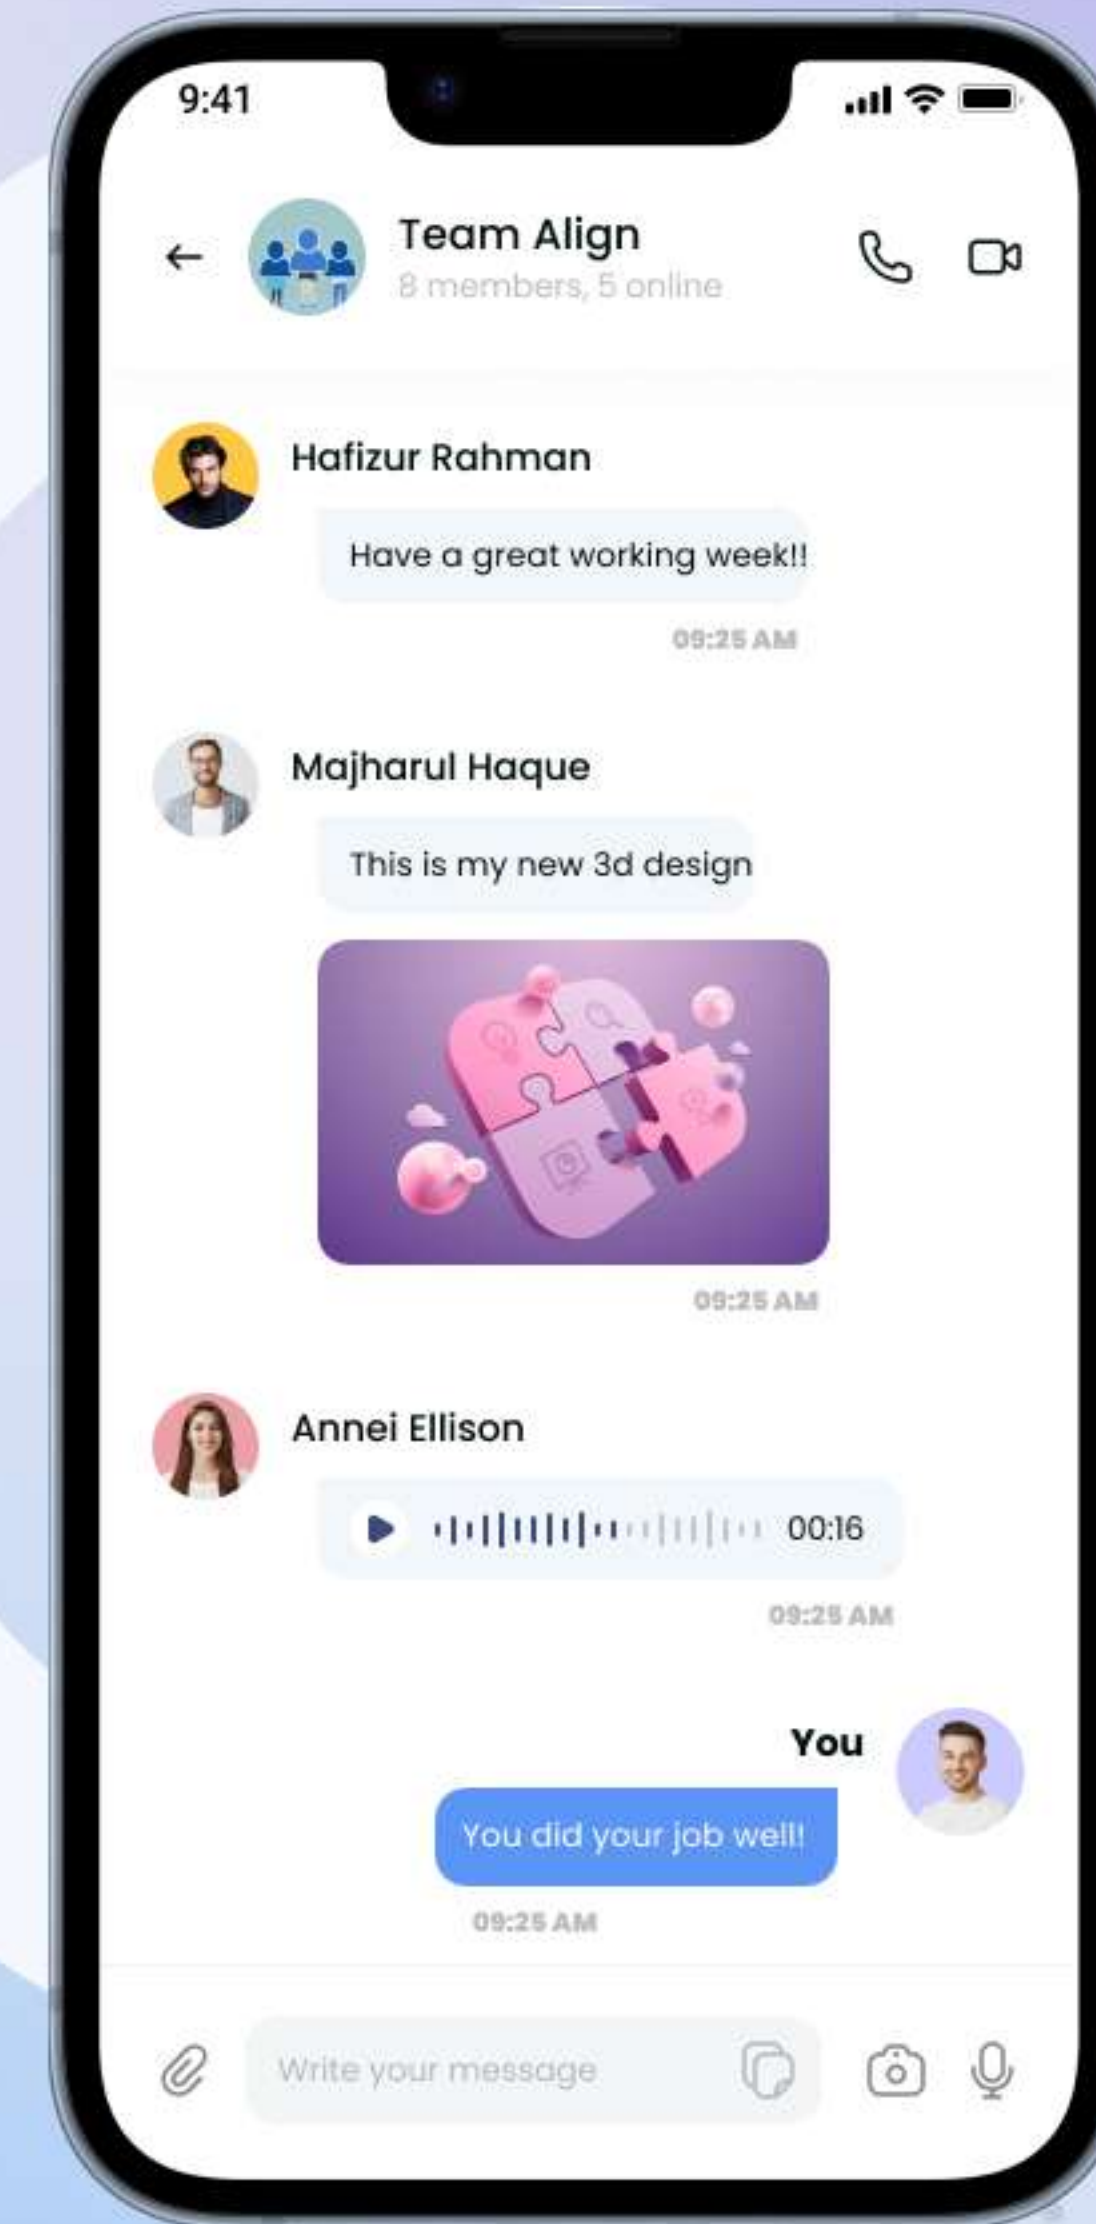 9:41
Team Align
8 members, 5 online
Hafizur Rahman
Have a great working week!!
09:25 AM
Majharul Haque
This is my new 3d design
09:25 AM
Annei Ellison
00:16
09:25 AM
You
You did your job well!
09:25 AM
Write your message